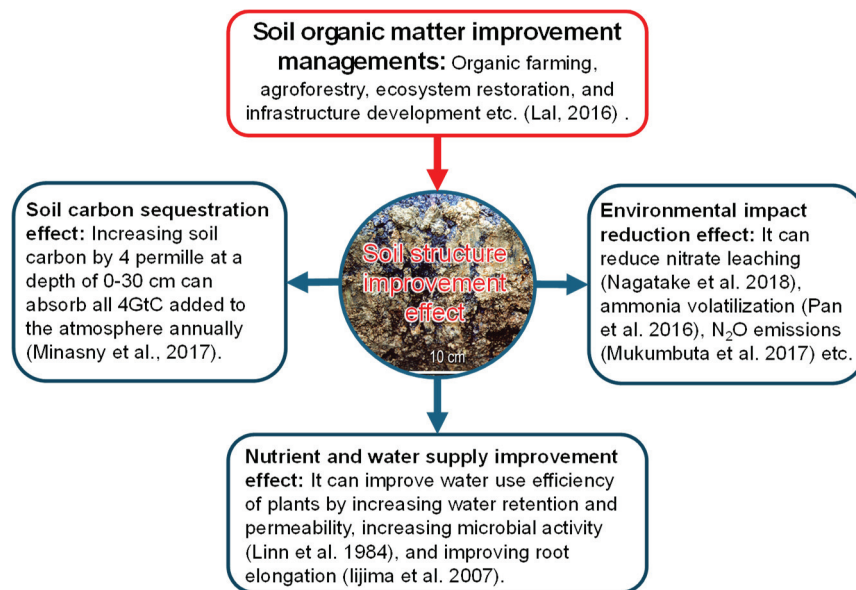 Soil organic matter improvement
managements: Organic farming,
agroforestry, ecosystem restoration, and
infrastructure development etc. (Lal, 2016) .
Soil carbon sequestration
effect: Increasing soil
carbon by 4 permille at a
depth of 0-30 cm can
absorb all 4GtC added to
the atmosphere annually
(Minasny et al., 2017).
Soil structure
improvement
effect
10 cm
Environmental impact
reduction effect: It can
reduce nitrate leaching
(Nagatake et al. 2018),
ammonia volatilization (Pan
et al. 2016), N₂O emissions
(Mukumbuta et al. 2017) etc.
Nutrient and water supply improvement
effect: It can improve water use efficiency
of plants by increasing water retention and
permeability, increasing microbial activity
(Linn et al. 1984), and improving root
elongation (Iijima et al. 2007).